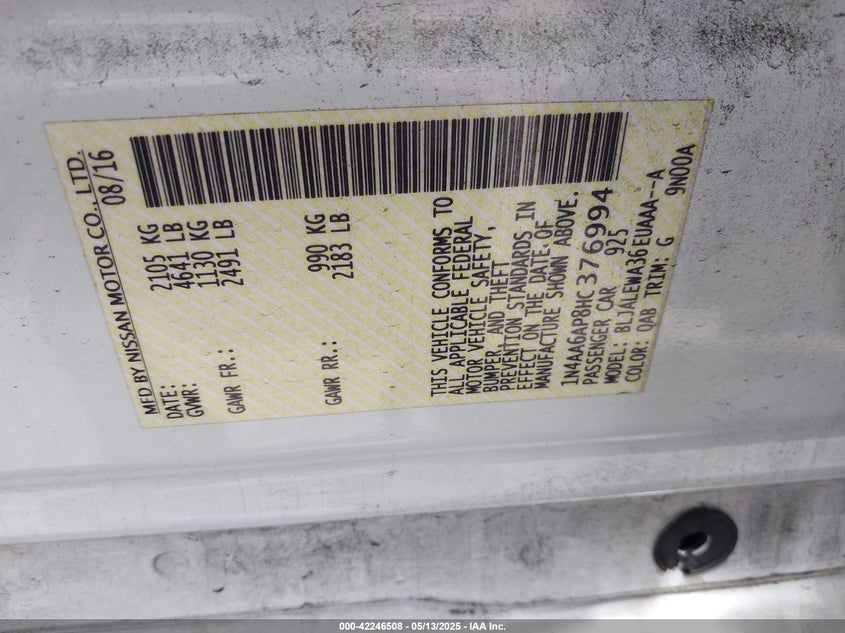 MFD BY NISSAN MOTOR CO., LTD.
DATE: 08/16
GVWR: 2105 KG
4641 LB
GAWR FR.: 1130 KG
2491 LB
GAWR RR.: 990 KG
2183 LB
THIS VEHICLE CONFORMS TO
ALL APPLICABLE FEDERAL
MOTOR VEHICLE SAFETY,
BUMPER, AND THEFT
PREVENTION STANDARDS IN
EFFECT ON THE DATE OF
MANUFACTURE SHOWN ABOVE.
1N4AA6AP8HC376994
PASSENGER CAR 925
MODEL: BLJALEWA36EUAAA--A
COLOR: QAB TRIM: G 9N00A
000-42246508 - 05/13/2025 - IAA Inc.